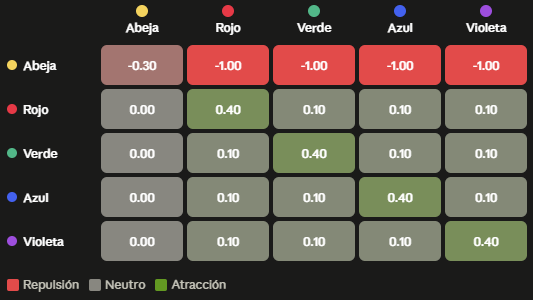 Abeja Rojo Verde Azul Violeta
Abeja -0.30 -1.00 -1.00 -1.00 -1.00
Rojo 0.00 0.40 0.10 0.10 0.10
Verde 0.00 0.10 0.40 0.10 0.10
Azul 0.00 0.10 0.10 0.40 0.10
Violeta 0.00 0.10 0.10 0.10 0.40
Repulsión Neutro Atracción